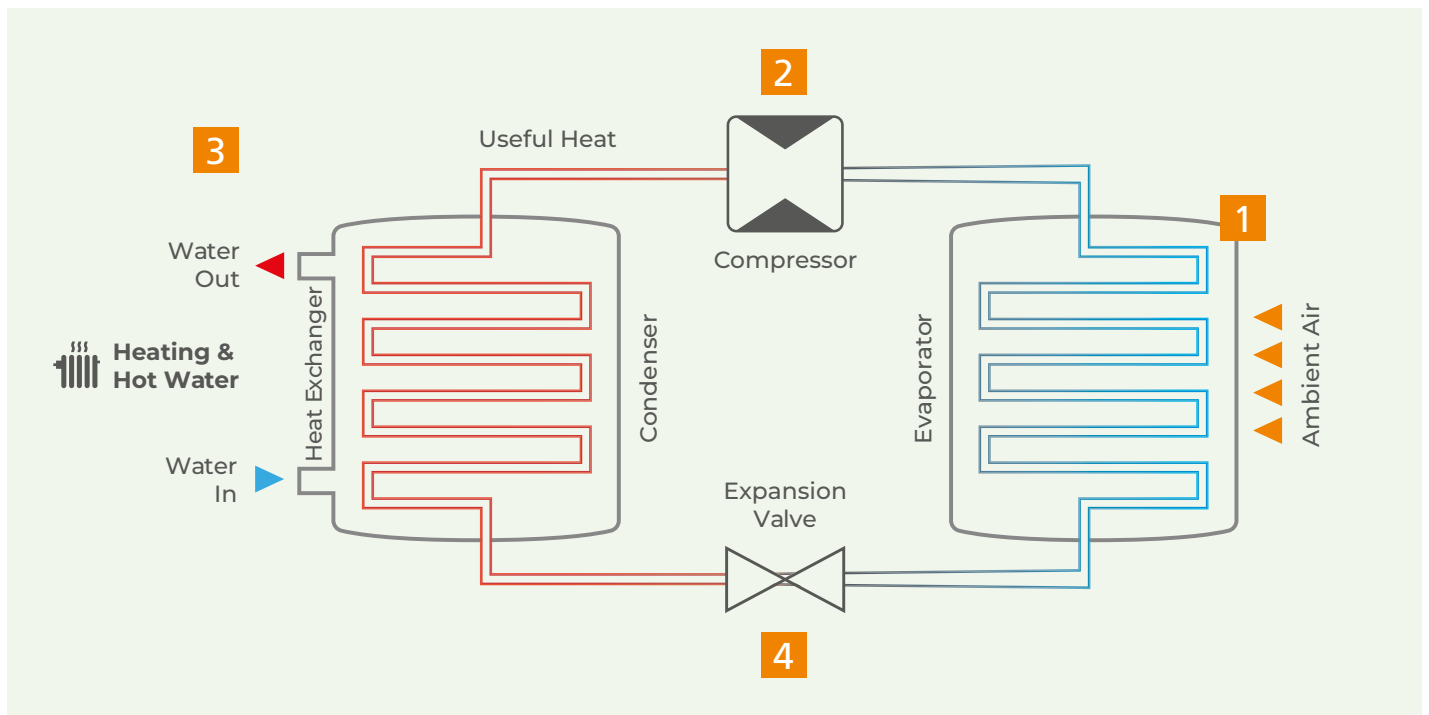 2
3
Useful Heat
1
Compressor
Water
Out
Heat Exchanger
Heating &
Hot Water
Condenser
Evaporator
Ambient Air
Water
In
Expansion
Valve
4